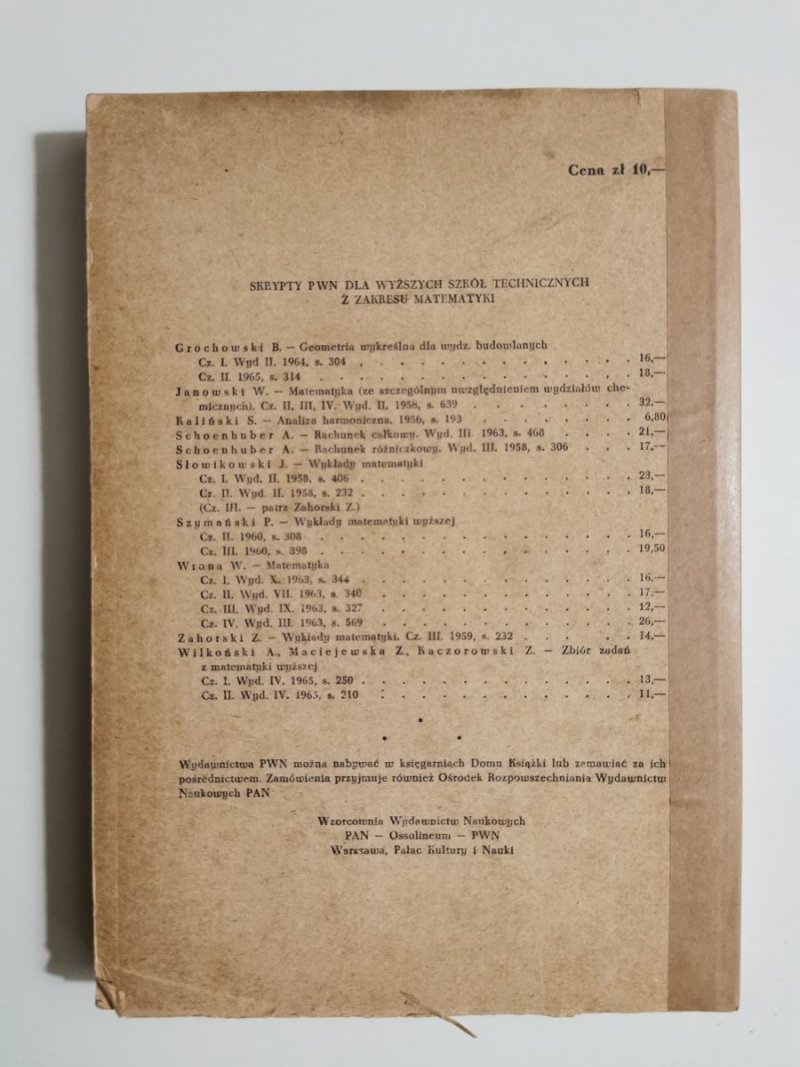 Cena zł 10,—
SKRYPTY PWN DLA WYŻSZYCH SZKÓŁ TECHNICZNYCH
Z ZAKRESU MATEMATYKI
Grochowski B. — Geometria wykreślna dla wydz. budowlanych
Cz. I. Wyd II. 1964, s. 304 . . . . . . . . . . . . . 16,—
Cz. II. 1965, s. 314 . . . . . . . . . . . . . . 18,—
Janowski W. — Matematyka (ze szczególnym uwzględnieniem wydziałów che-
micznych), Cz. II, III, IV. Wyd. II. 1958, s. 639 . . . . . . . . 32,—
Kaliński S. — Analiza harmoniczna. 1956, s. 193 . . . . . . . . 6,80
Schoenhuber A. — Rachunek całkowy. Wyd. III 1963, s. 468 . . . . 21,—
Schoenhuber A. — Rachunek różniczkowy. Wyd. III. 1958, s. 306 . . . 17,—
Słowikowski J. — Wykłady matematyki
Cz. I. Wyd. II. 1958, s. 406 . . . . . . . . . . . . . 23,—
Cz. II. Wyd. II. 1958, s. 232 . . . . . . . . . . . . . 18,—
(Cz. III. — patrz Zahorski Z.)
Szymański P. — Wykłady matematyki wyższej
Cz. II. 1960, s. 308 . . . . . . . . . . . . . . 16,—
Cz. III. 1960, s. 398 . . . . . . . . . . . . . . 19,50
Wrona W. — Matematyka
Cz. I. Wyd. X. 1963, s. 344 . . . . . . . . . . . . . 16,—
Cz. II. Wyd. VII. 1963, s. 340 . . . . . . . . . . . . 17,—
Cz. III. Wyd. IX. 1963, s. 327 . . . . . . . . . . . . 12,—
Cz. IV. Wyd. III. 1963, s. 569 . . . . . . . . . . . . 26,—
Zahorski Z. — Wykłady matematyki. Cz. III. 1959, s. 232 . . . . . 14,—
Wilkoński A., Maciejewska Z., Kaczorowski Z. — Zbiór zadań
z matematyki wyższej
Cz. I. Wyd. IV. 1965, s. 250 . . . . . . . . . . . . . 13,—
Cz. II. Wyd. IV. 1965, s. 210 . . . . . . . . . . . . 11,—
*
* *
Wydawnictwa PWN można nabywać w księgarniach Domu Książki lub zamawiać za ich
pośrednictwem. Zamówienia przyjmuje również Ośrodek Rozpowszechniania Wydawnictw
Naukowych PAN
Wzorcownia Wydawnictw Naukowych
PAN — Ossolineum — PWN
Warszawa, Pałac Kultury i Nauki